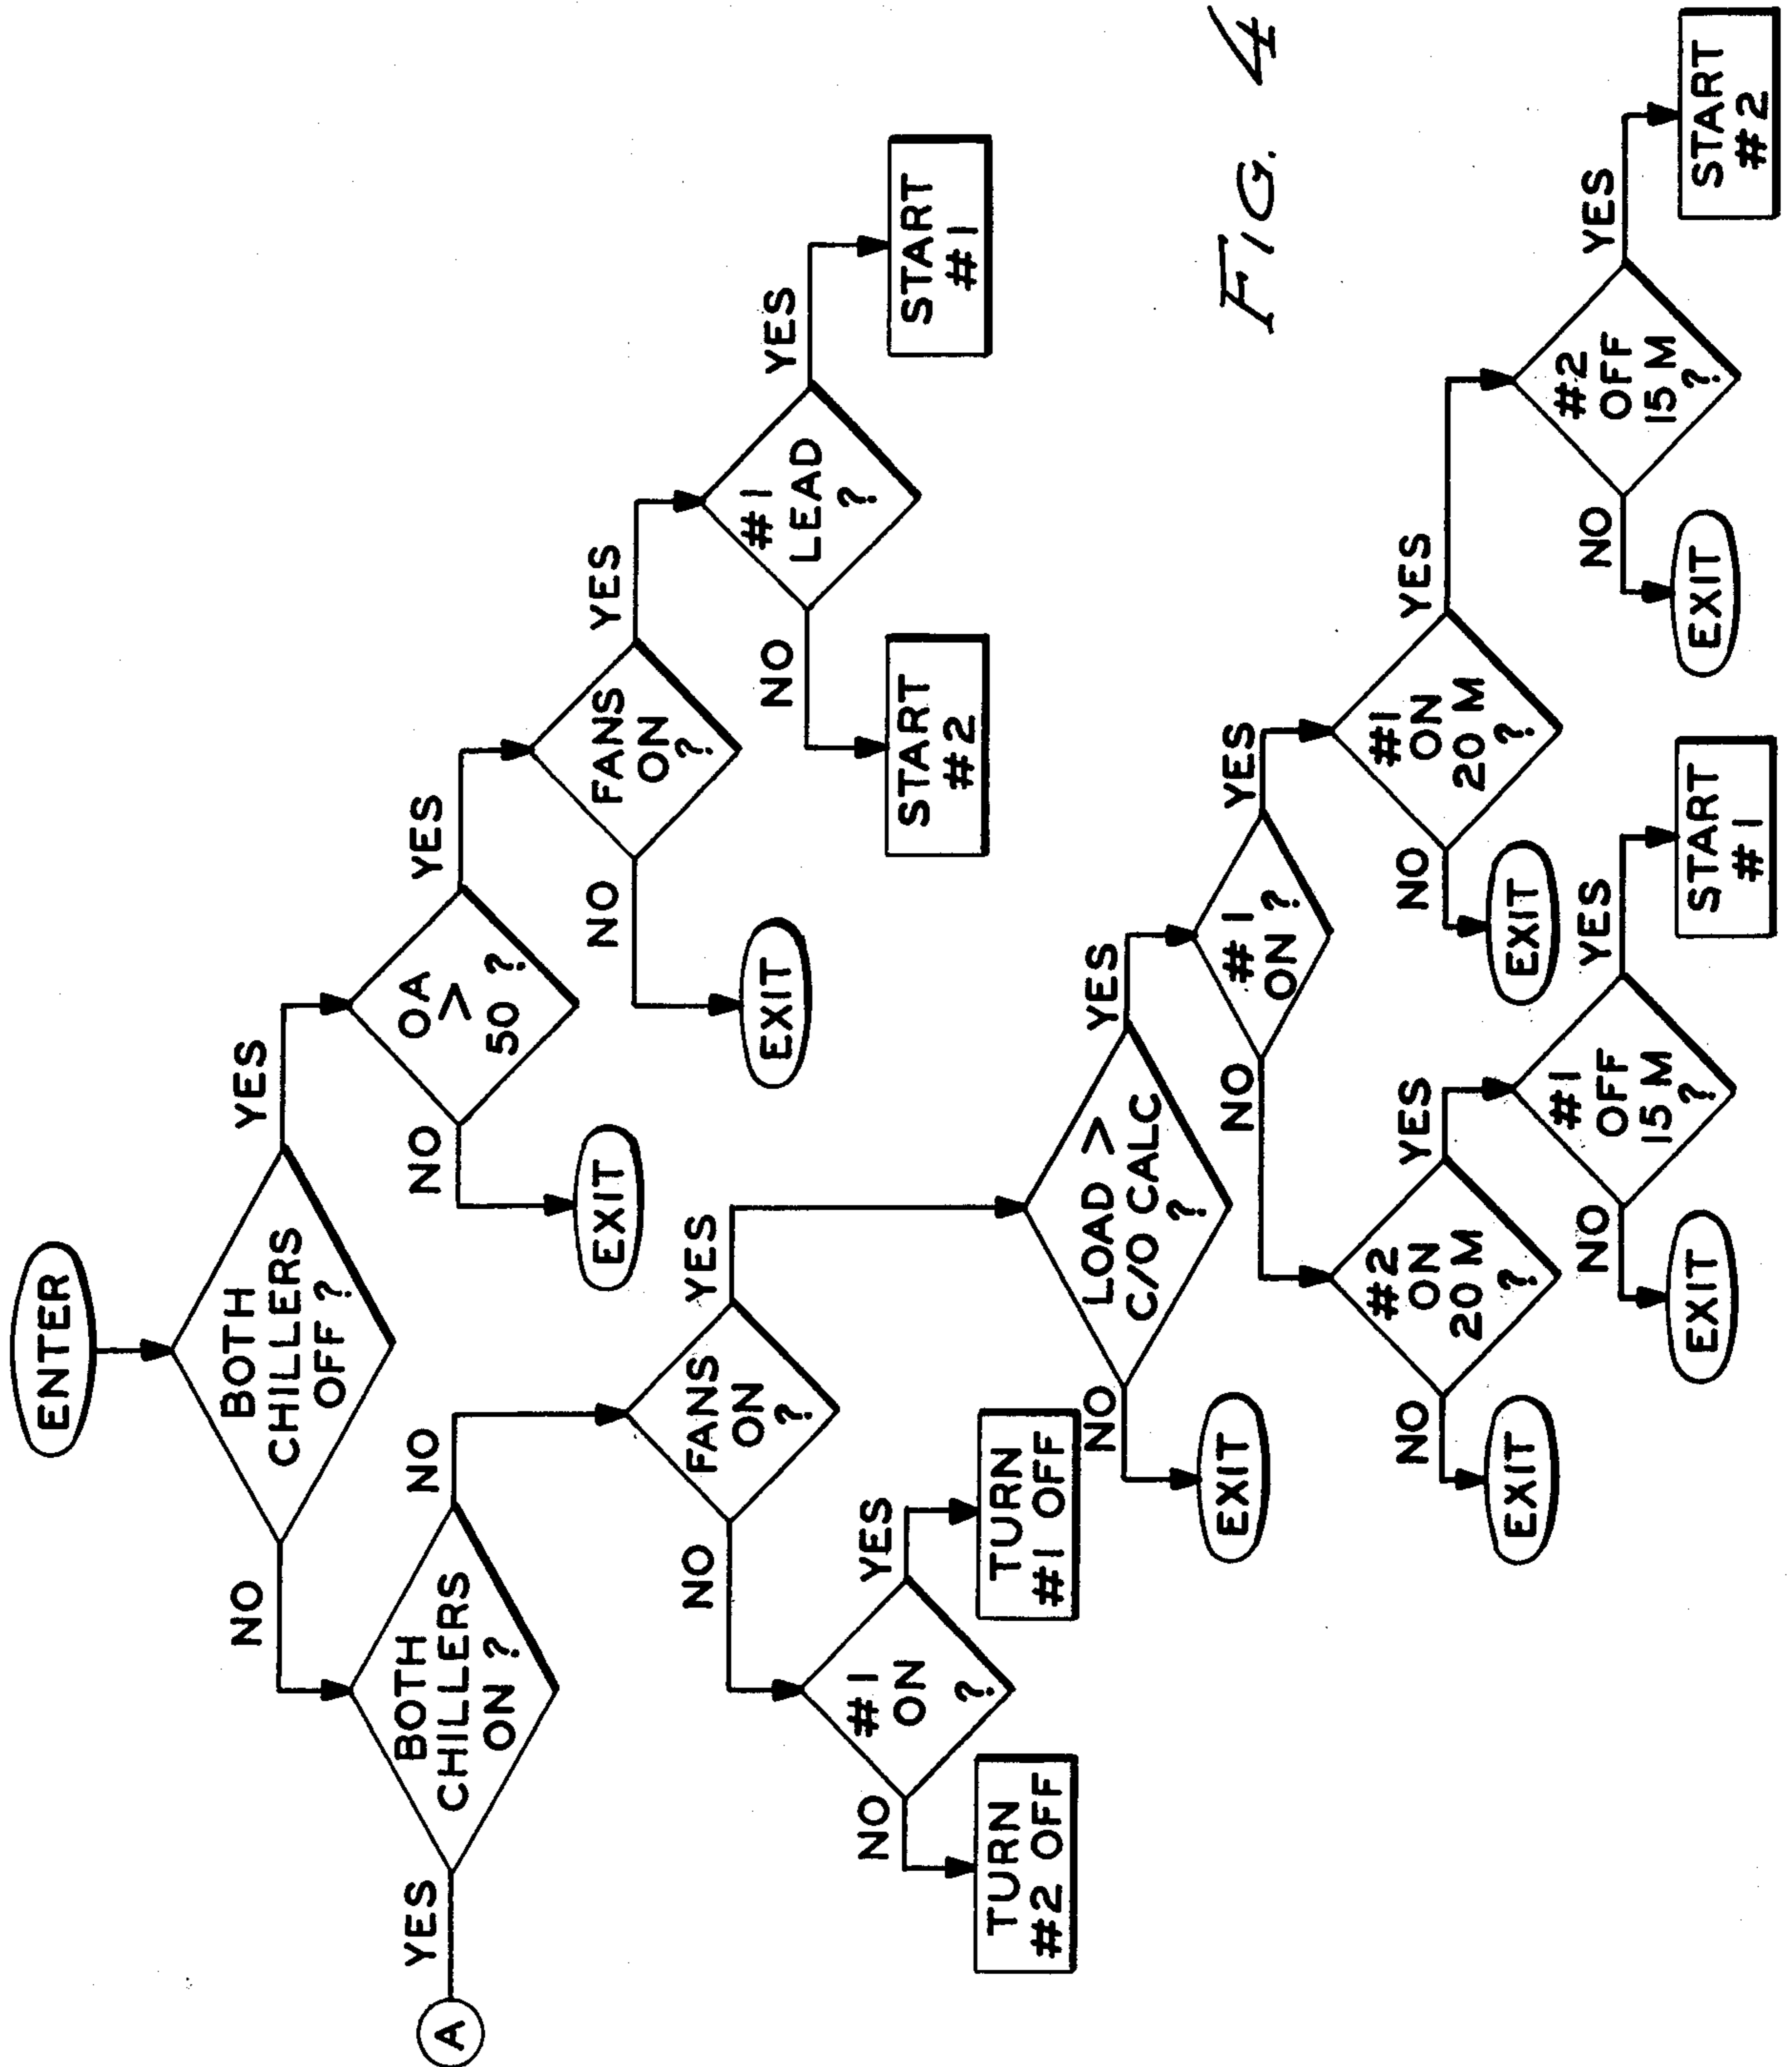 ENTER
BOTH
CHILLERS
OFF ?
NO
YES
BOTH
CHILLERS
ON ?
YES
NO
A
OA
>
50 ?
NO
YES
EXIT
FANS
ON
?
NO
YES
EXIT
#1
LEAD
?
NO
YES
START
#2
START
#1
FANS
ON
?
NO
YES
#1
ON
?
NO
YES
TURN
#2 OFF
TURN
#1 OFF
LOAD >
C/O CALC
?
NO
YES
EXIT
#1
ON ?
NO
YES
#2
ON
20 M
?
NO
YES
EXIT
#1
OFF
15 M
?
NO
YES
EXIT
START
#1
#1
ON
20 M
?
NO
YES
EXIT
#2
OFF
15 M
?
NO
YES
EXIT
START
#2
FIG. 4